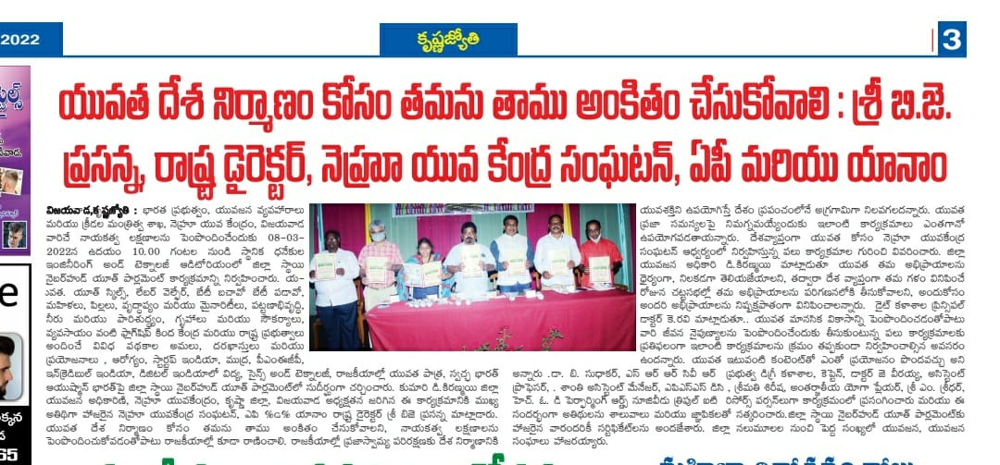 2022
కృష్ణజ్యోతి
3
యువత దేశ నిర్మాణం కోసం తమను తాము అంకితం చేసుకోవాలి : శ్రీ బి.జె.
ప్రసన్న, రాష్ట్ర డైరెక్టర్, నెహ్రూ యువ కేంద్ర సంఘటన్, ఏపీ మరియు యానాం
విజయవాడ,కృష్ణజ్యోతి : భారత ప్రభుత్వం, యువజన వ్యవహారాలు
మరియు క్రీడల మంత్రిత్వ శాఖ, నెహ్రూ యువ కేంద్రం, విజయవాడ
వారిచే నాయకత్వ లక్షణాలను పెంపొందించేందుకు 08-03-
2022న ఉదయం 10.00 గంటల నుండి స్థానిక ధనేకుల
ఇంజినీరింగ్ అండ్ టెక్నాలజీ ఆడిటోరియంలో జిల్లా స్థాయి
నైబర్‌హుడ్ యూత్ పార్లమెంట్ కార్యక్రమాన్ని నిర్వహించారు. యు-
వత. యూత్ స్కిల్స్, లేబర్ వెల్ఫేర్, బేటీ బచావో బేటీ పఢావో,
మహిళలు, పిల్లలు, వృద్ధాప్యం మరియు మైనారిటీలు, పట్టణాభివృద్ధి,
నీరు మరియు పారిశుద్ధ్యం, గృహాలు మరియు సౌకర్యాలు,
వ్యవసాయం వంటి ఫ్లాగ్‌షిప్ కింద కేంద్ర మరియు రాష్ట్ర ప్రభుత్వాలు
అందించే వివిధ పథకాల అమలు, దరఖాస్తులు మరియు
ప్రయోజనాలు , ఆరోగ్యం, స్టార్టప్ ఇండియా, ముద్ర, పీఎంఈజీపీ,
ఇన్‌క్రెడిబుల్ ఇండియా, డిజిటల్ ఇండియాలో విద్య, సైన్స్ అండ్ టెక్నాలజీ, రాజకీయాల్లో యువత పాత్ర, స్వచ్ఛ భారత్
ఆయుష్మాన్ భారత్‌పై జిల్లా స్థాయి నైబర్‌హుడ్ యూత్ పార్లమెంట్‌లో సుదీర్ఘంగా చర్చించారు. కుమారి డి.కిరణ్మయి జిల్లా
యువజన అధికారిణి, నెహ్రూ యువకేంద్రం, కృష్ణా జిల్లా, విజయవాడ అధ్యక్షతన జరిగిన ఈ కార్యక్రమానికి ముఖ్య
అతిథిగా హాజరైన నెహ్రూ యువకేంద్ర సంఘటన్, ఎపి %డ% యానాం రాష్ట్ర డైరెక్టర్ శ్రీ బిజె ప్రసన్న మాట్లాడారు.
యువత దేశ నిర్మాణం కోసం తమను తాము అంకితం చేసుకోవాలని, నాయకత్వ లక్షణాలను
పెంపొందించుకోవడంతోపాటు రాజకీయాల్లో కూడా రాణించాలి. రాజకీయాల్లో ప్రజాస్వామ్య పరిరక్షణకు దేశ నిర్మాణానికి
యువశక్తిని ఉపయోగిస్తే దేశం ప్రపంచంలోనే అగ్రగామిగా నిలవగలదన్నారు. యువత
ప్రజా సమస్యలపై నిమగ్నమయ్యేందుకు ఇలాంటి కార్యక్రమాలు ఎంతగానో
ఉపయోగపడతాయన్నారు. దేశవ్యాప్తంగా యువత కోసం నెహ్రూ యువకేంద్ర
సంఘటన్ ఆధ్వర్యంలో నిర్వహిస్తున్న పలు కార్యక్రమాల గురించి వివరించారు. జిల్లా
యువజన అధికారి డి.కిరణ్మయి మాట్లాడుతూ యువత తమ అభిప్రాయాలను
ధైర్యంగా, నిలకడగా తెలియజేయాలని, తద్వారా దేశ వ్యాప్తంగా తమ గళం వినిపించే
రోజున చట్టసభల్లో తమ అభిప్రాయాలను పరిగణనలోకి తీసుకోవాలని, అందుకోసం
అందరి అభిప్రాయాలను నిష్పక్షపాతంగా వినిపించాలన్నారు. డైట్ కళాశాల ప్రిన్సిపల్
డాక్టర్ కె.రవి మాట్లాడుతూ.. యువత మానసిక వికాసాన్ని పెంపొందించడంతోపాటు
వారి జీవన నైపుణ్యాలను పెంపొందించేందుకు తీసుకుంటున్న పలు కార్యక్రమాలకు
ప్రతిఫలంగా ఇలాంటి కార్యక్రమాలను క్రమం తప్పకుండా నిర్వహించాల్సిన అవసరం
ఉందన్నారు. యువత ఇటువంటి కంటెంట్‌తో ఎంతో ప్రయోజనం పొందవచ్చు అని
అన్నారు .డా. బి. సుధాకర్, ఎస్ ఆర్ ఆర్ సివీ ఆర్ ప్రభుత్వ డిగ్రీ కళాశాల, కెప్టెన్, డాక్టర్ జె వీరయ్య, అసిస్టెంట్
ప్రొఫెసర్, . శాంతి అసిస్టెంట్ మేనేజర్, ఎపిఎస్ఎస్ డిసి , శ్రీమతి శిరీష, అంతర్జాతీయ యోగా ప్లేయర్, శ్రీ ఎం. శ్రీధర్,
హెచ్. ఓ. డి పెర్ఫార్మింగ్ ఆర్ట్స్ నూజివీడు త్రిపుల్ ఐటి రిసోర్స్ పర్సన్‌లుగా కార్యక్రమంలో ప్రసంగించారు మరియు ఈ
సందర్భంగా అతిథులను శాలువాలు మరియు జ్ఞాపికలతో సత్కరించారు.జిల్లా స్థాయి నైబర్‌హుడ్ యూత్ పార్లమెంట్‌కు
హాజరైన వారందరికీ సర్టిఫికేట్‌లను అందజేశారు. జిల్లా నలుమూలల నుంచి పెద్ద సంఖ్యలో యువజన, యువజన
సంఘాలు హాజరయ్యారు.
65